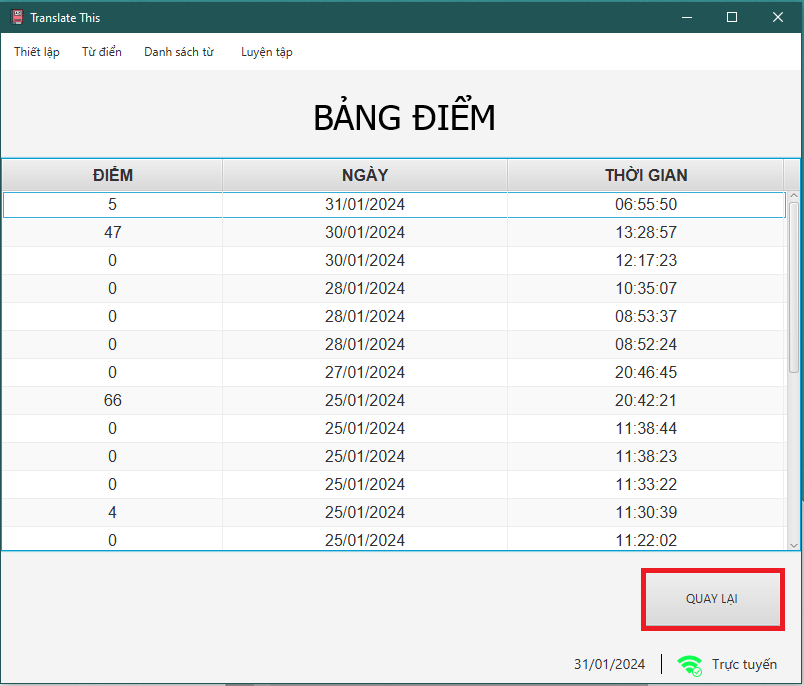 Translate This
Thiết lập Từ điển Danh sách từ Luyện tập
BẢNG ĐIỂM
ĐIỂM NGÀY THỜI GIAN
5 31/01/2024 06:55:50
47 30/01/2024 13:28:57
0 30/01/2024 12:17:23
0 28/01/2024 10:35:07
0 28/01/2024 08:53:37
0 28/01/2024 08:52:24
0 27/01/2024 20:46:45
66 25/01/2024 20:42:21
0 25/01/2024 11:38:44
0 25/01/2024 11:38:23
0 25/01/2024 11:33:22
4 25/01/2024 11:30:39
0 25/01/2024 11:22:02
QUAY LẠI
31/01/2024 Trực tuyến